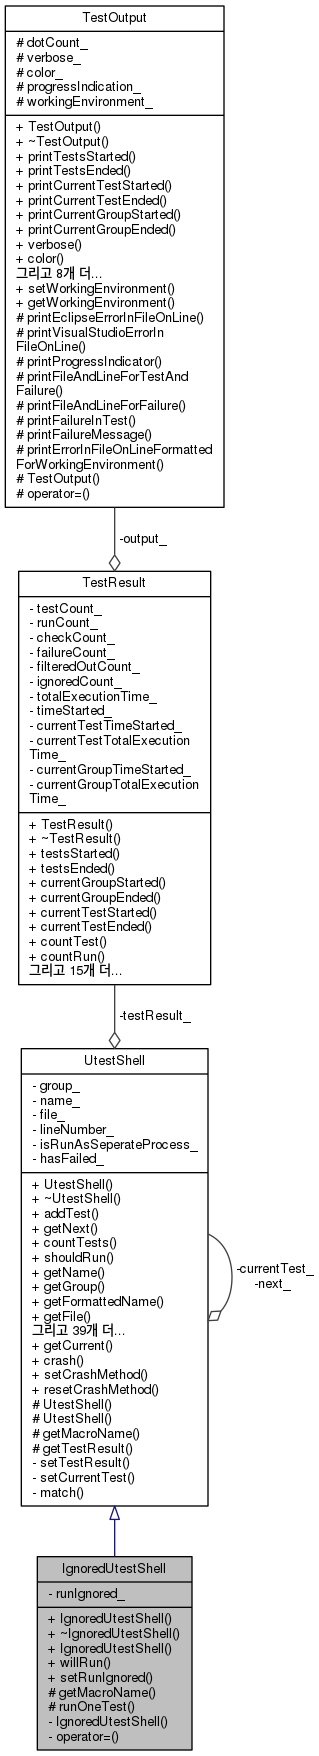 TestOutput
# dotCount_
# verbose_
# color_
# progressIndication_
# workingEnvironment_
+ TestOutput()
+ ~TestOutput()
+ printTestsStarted()
+ printTestsEnded()
+ printCurrentTestStarted()
+ printCurrentTestEnded()
+ printCurrentGroupStarted()
+ printCurrentGroupEnded()
+ verbose()
+ color()
그리고 8개 더...
+ setWorkingEnvironment()
+ getWorkingEnvironment()
# printEclipseErrorInFileOnLine()
# printVisualStudioErrorIn
FileOnLine()
# printProgressIndicator()
# printFileAndLineForTestAnd
Failure()
# printFileAndLineForFailure()
# printFailureInTest()
# printFailureMessage()
# printErrorInFileOnLineFormatted
ForWorkingEnvironment()
# TestOutput()
# operator=()
-output_
TestResult
- testCount_
- runCount_
- checkCount_
- failureCount_
- filteredOutCount_
- ignoredCount_
- totalExecutionTime_
- timeStarted_
- currentTestTimeStarted_
- currentTestTotalExecution
Time_
- currentGroupTimeStarted_
- currentGroupTotalExecution
Time_
+ TestResult()
+ ~TestResult()
+ testsStarted()
+ testsEnded()
+ currentGroupStarted()
+ currentGroupEnded()
+ currentTestStarted()
+ currentTestEnded()
+ countTest()
+ countRun()
그리고 15개 더...
-testResult_
UtestShell
- group_
- name_
- file_
- lineNumber_
- isRunAsSeperateProcess_
- hasFailed_
+ UtestShell()
+ ~UtestShell()
+ addTest()
+ getNext()
+ countTests()
+ shouldRun()
+ getName()
+ getGroup()
+ getFormattedName()
+ getFile()
그리고 39개 더...
+ getCurrent()
+ crash()
+ setCrashMethod()
+ resetCrashMethod()
# UtestShell()
# UtestShell()
# getMacroName()
# getTestResult()
- setTestResult()
- setCurrentTest()
- match()
-currentTest_
-next_
IgnoredUtestShell
- runIgnored_
+ IgnoredUtestShell()
+ ~IgnoredUtestShell()
+ IgnoredUtestShell()
+ willRun()
+ setRunIgnored()
# getMacroName()
# runOneTest()
- IgnoredUtestShell()
- operator=()